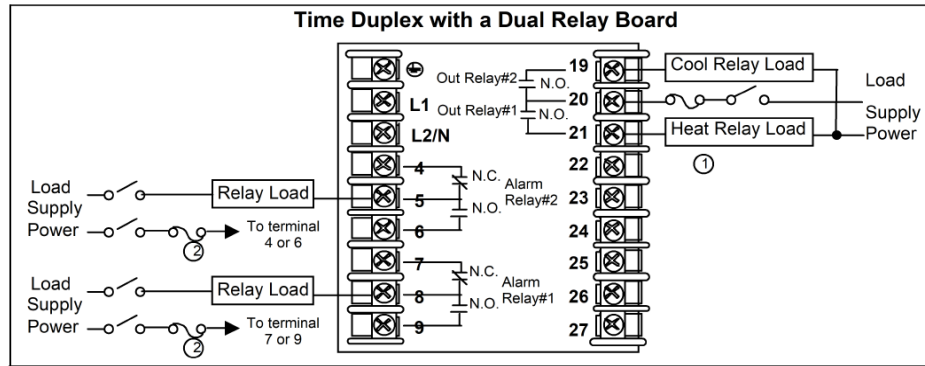 Time Duplex with a Dual Relay Board
L1
L2/N
4
5
6
7
8
9
N.C.
Alarm
Relay#2
N.O.
N.C.
Alarm
Relay#1
N.O.
Out Relay#2
N.O.
Out Relay#1
N.O.
19
20
21
22
23
24
25
26
27
Cool Relay Load
Heat Relay Load
1
Load
Supply
Power
Load
Supply
Power
Relay Load
2
To terminal
4 or 6
Load
Supply
Power
Relay Load
2
To terminal
7 or 9